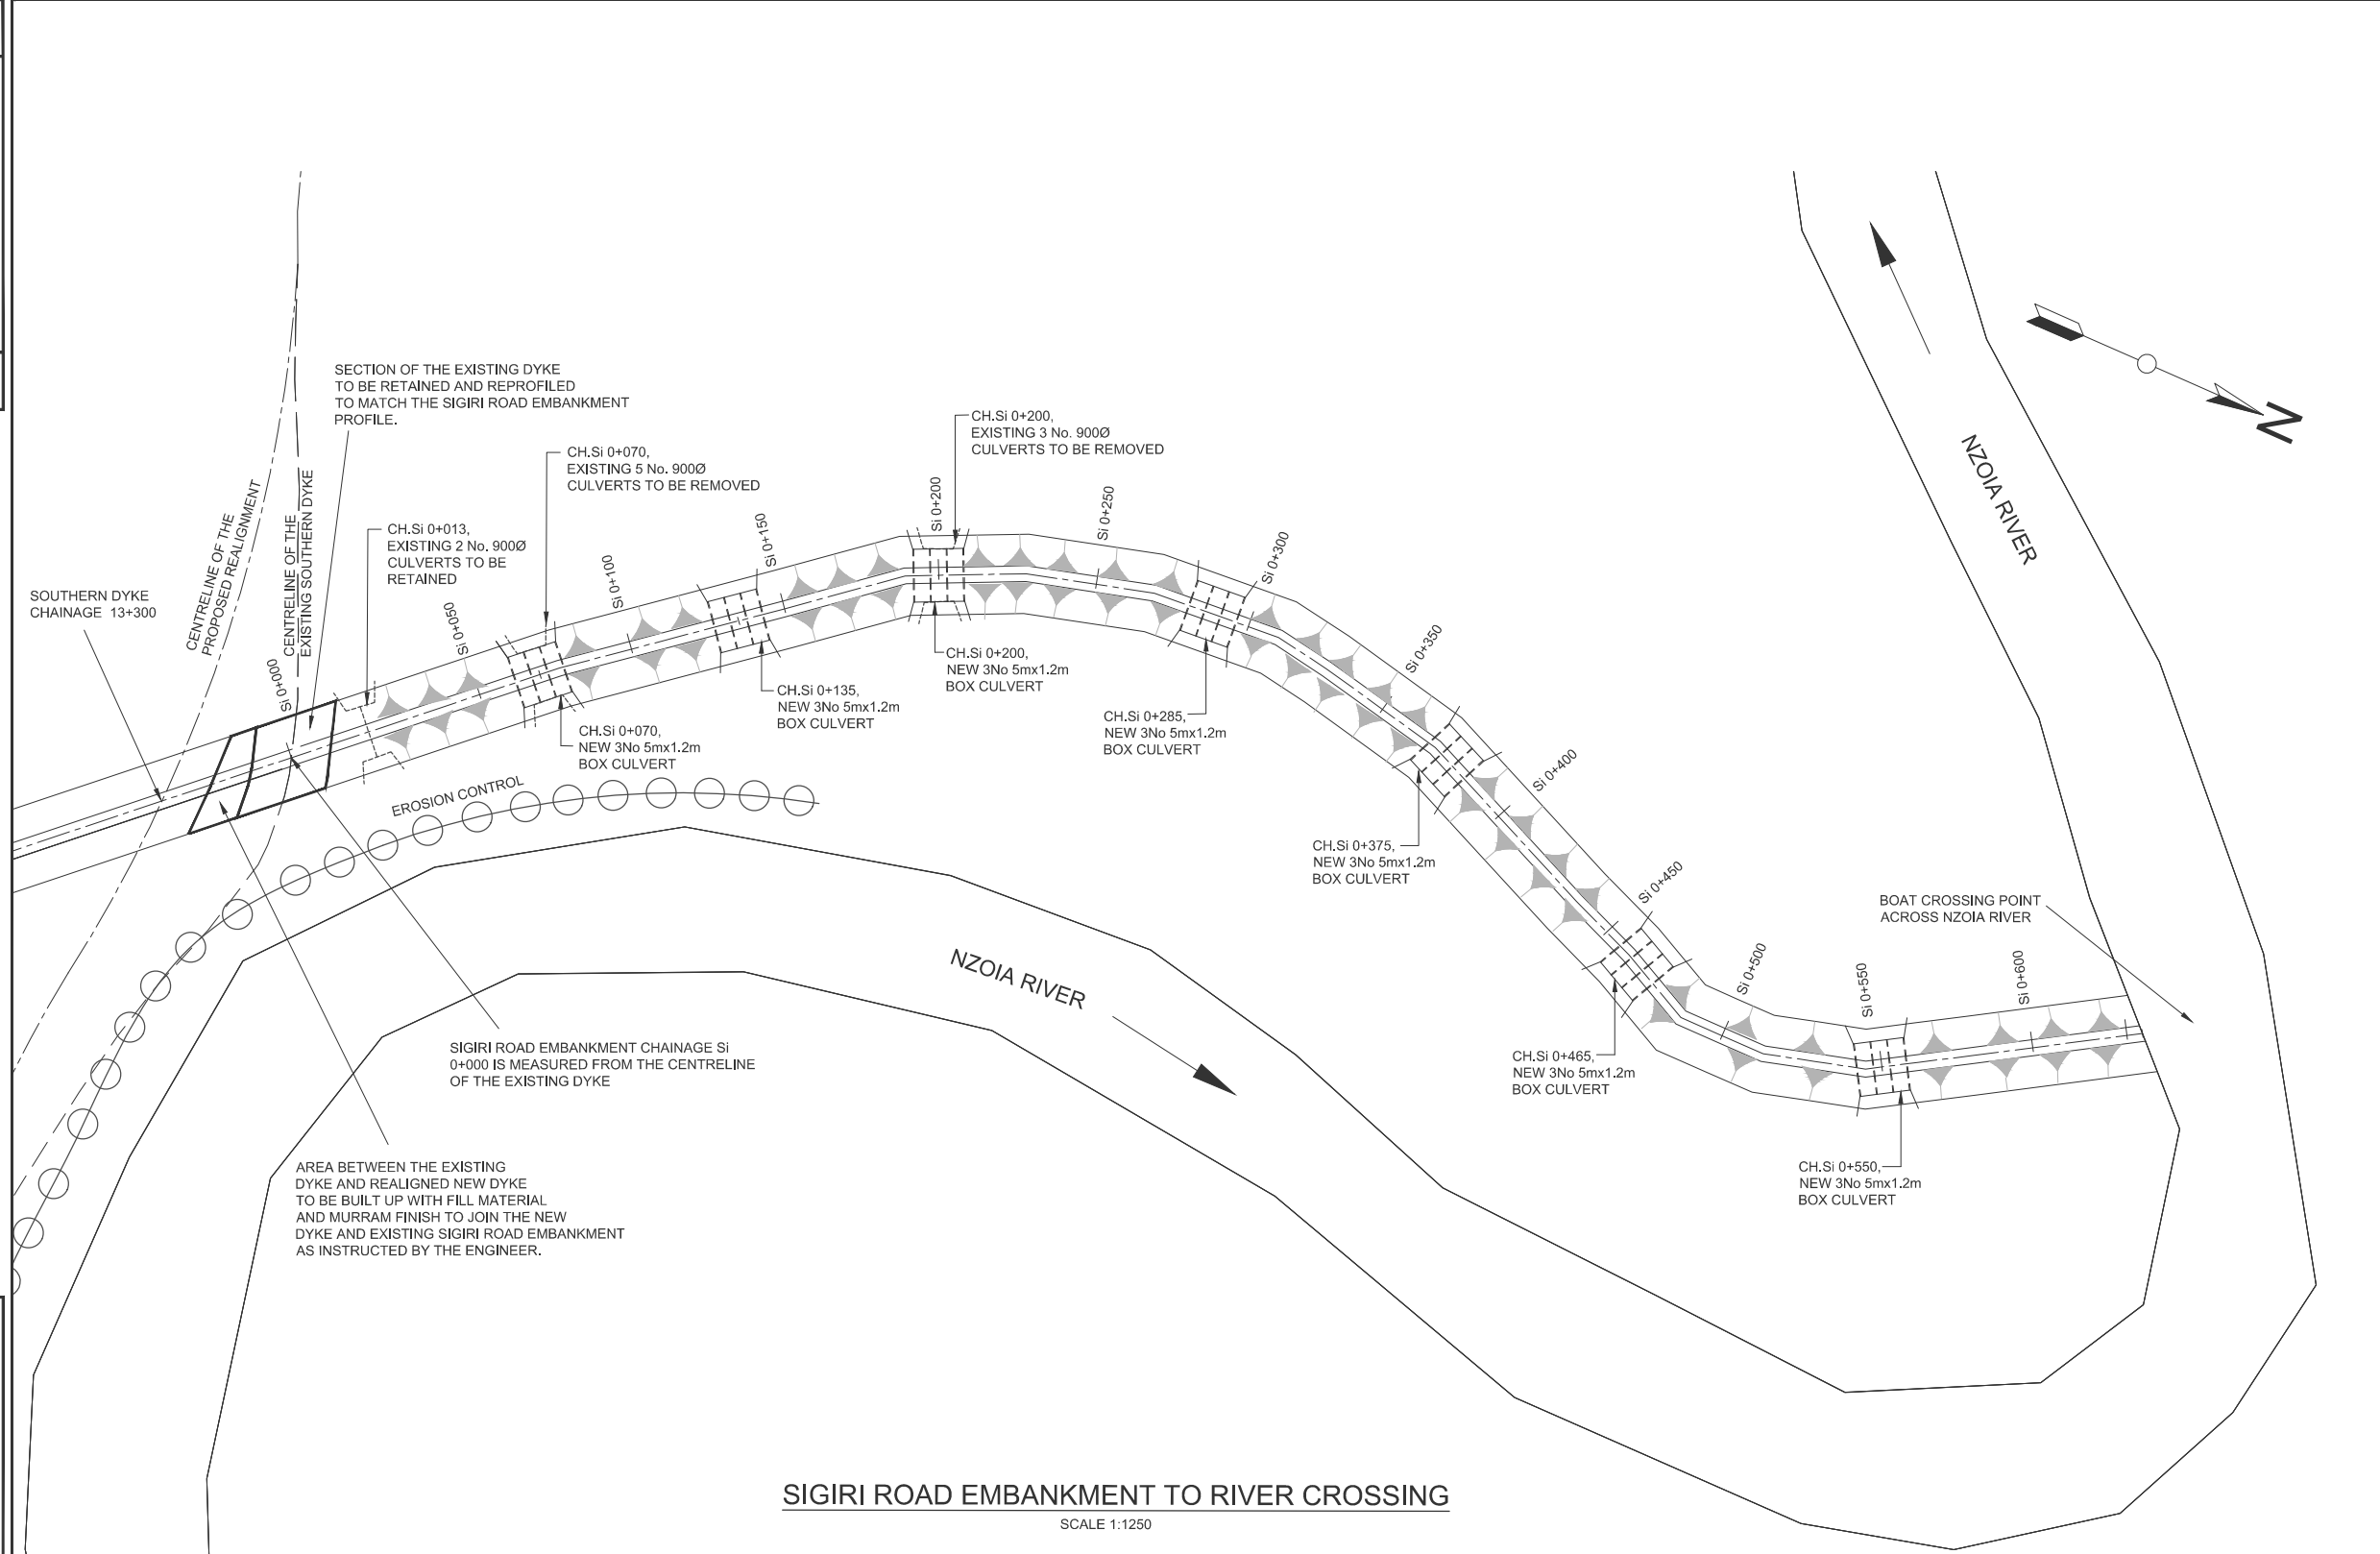 SECTION OF THE EXISTING DYKE
TO BE RETAINED AND REPROFILED
TO MATCH THE SIGIRI ROAD EMBANKMENT
PROFILE.
CH.Si 0+070,
EXISTING 5 No. 900Ø
CULVERTS TO BE REMOVED
CH.Si 0+200,
EXISTING 3 No. 900Ø
CULVERTS TO BE REMOVED
CH.Si 0+013,
EXISTING 2 No. 900Ø
CULVERTS TO BE
RETAINED
SOUTHERN DYKE
CHAINAGE 13+300
CENTRELINE OF THE
PROPOSED REALIGNMENT
CENTRELINE OF THE
EXISTING SOUTHERN DYKE
Si 0+000
Si 0+050
Si 0+100
Si 0+150
Si 0+200
Si 0+250
Si 0+300
Si 0+350
Si 0+400
Si 0+450
Si 0+500
Si 0+550
Si 0+600
NZOIA RIVER
N
CH.Si 0+070,
NEW 3No 5mx1.2m
BOX CULVERT
CH.Si 0+135,
NEW 3No 5mx1.2m
BOX CULVERT
CH.Si 0+200,
NEW 3No 5mx1.2m
BOX CULVERT
CH.Si 0+285,
NEW 3No 5mx1.2m
BOX CULVERT
CH.Si 0+375,
NEW 3No 5mx1.2m
BOX CULVERT
CH.Si 0+465,
NEW 3No 5mx1.2m
BOX CULVERT
CH.Si 0+550,
NEW 3No 5mx1.2m
BOX CULVERT
BOAT CROSSING POINT
ACROSS NZOIA RIVER
EROSION CONTROL
NZOIA RIVER
SIGIRI ROAD EMBANKMENT CHAINAGE Si
0+000 IS MEASURED FROM THE CENTRELINE
OF THE EXISTING DYKE
AREA BETWEEN THE EXISTING
DYKE AND REALIGNED NEW DYKE
TO BE BUILT UP WITH FILL MATERIAL
AND MURRAM FINISH TO JOIN THE NEW
DYKE AND EXISTING SIGIRI ROAD EMBANKMENT
AS INSTRUCTED BY THE ENGINEER.
SIGIRI ROAD EMBANKMENT TO RIVER CROSSING
SCALE 1:1250